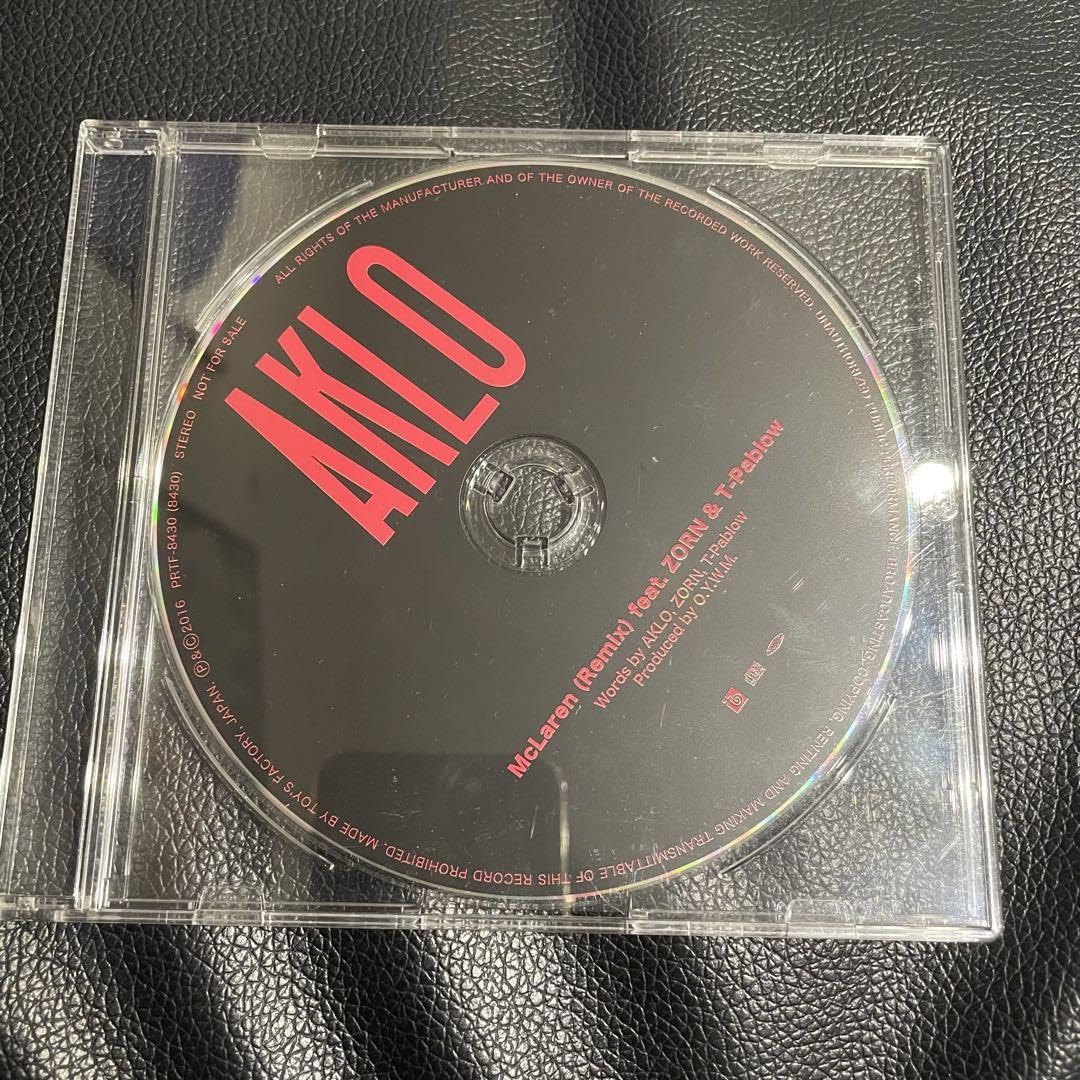 AKLO
McLaren (Remix) feat. ZORN & T-Pablow
Words by AKLO, ZORN, T-Pablow
Produced by O.Y.W.M.
ALL RIGHTS OF THE MANUFACTURER AND OF THE OWNER OF THE RECORDED WORK RESERVED. UNAUTHORIZED PUBLIC PERFORMANCE, BROADCASTING, COPYING, RENTING AND MAKING TRANSMITTABLE OF THIS RECORD PROHIBITED. MADE BY TOY'S FACTORY, JAPAN. Ⓟ&©2016 PRTF-8430 (8430) STEREO NOT FOR SALE